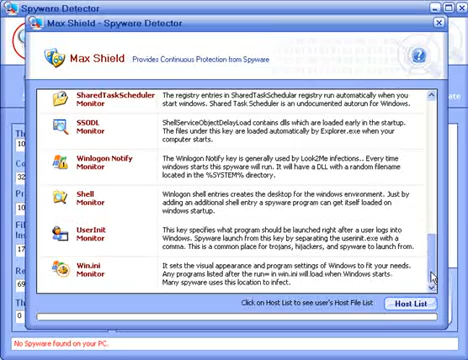 Spyware Detector
Max Shield - Spyware Detector
Max Shield
Provides Continuous Protection from Spyware
SharedTaskScheduler Monitor
The registry entries in SharedTaskScheduler registry run automatically when you
start windows. Shared Task Scheduler is an undocumented autorun for Windows.
SSODL Monitor
ShellServiceObjectDelayLoad contains dlls which are loaded early in the startup.
The files under this key are loaded automatically by Explorer.exe when your
computer starts.
Winlogon Notify Monitor
The Winlogon Notify key is generally used by Look2Me infections.. Every time
windows starts this spyware will run. It will have a DLL with a random filename
located in the %SYSTEM% directory.
Shell Monitor
Winlogon shell entries creates the desktop for the windows environment. Just by
adding an additional shell entry a spyware program can get itself loaded on
windows startup.
UserInit Monitor
This key specifies what program should be launched right after a user logs into
Windows. Spyware launch from this key by separating the userinit.exe with a
comma. This is a common place for trojans, hijackers, and spyware to launch from.
Win.ini Monitor
It sets the visual appearance and program settings of Windows to fit your needs.
Any programs listed after the run= in win.ini will load when Windows starts.
Many spyware uses this location to infect.
Click on Host List to see user's Host File List
Host List
No Spyware found on your PC.